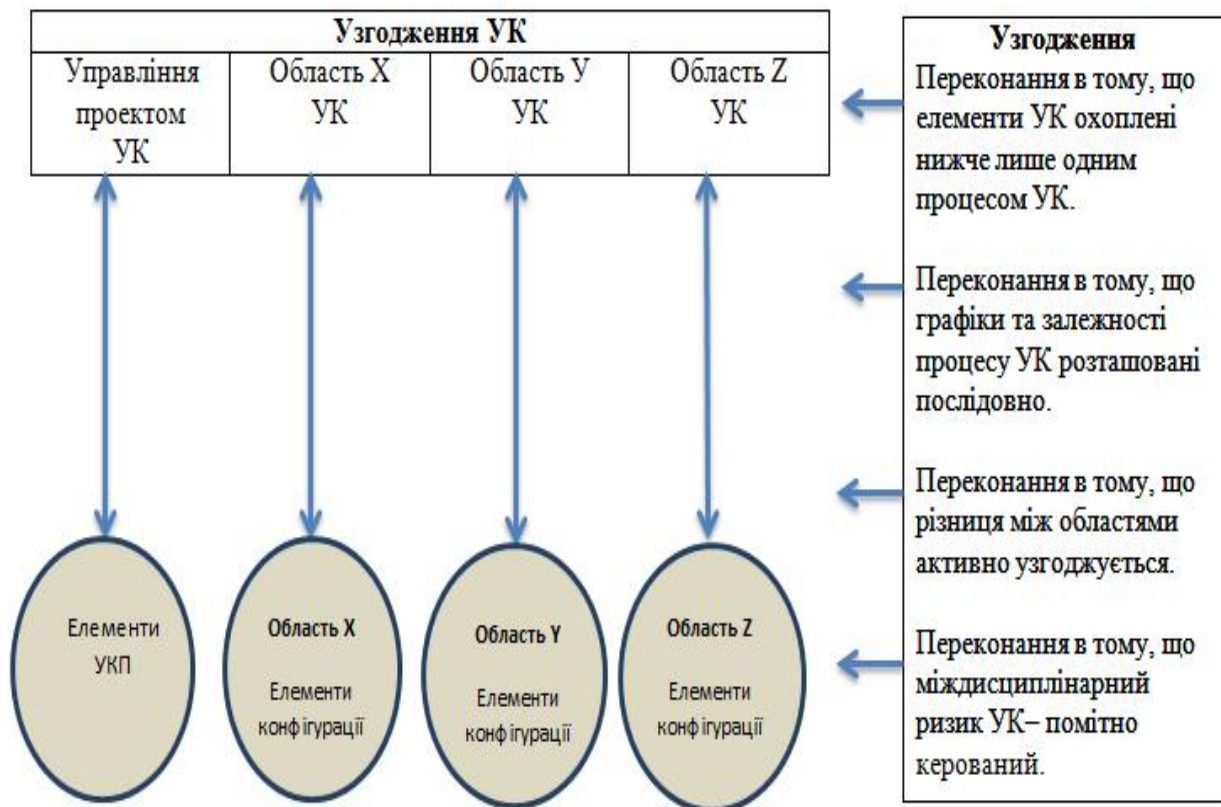 Узгодження УК
Управління
проектом
УК
Область X
УК
Область У
УК
Область Z
УК
Елементи
УКП
Область X
Елементи
конфігурації
Область Y
Елементи
конфігурації
Область Z
Елементи
конфігурації
Узгодження
Переконання в тому, що
елементи УК охоплені
нижче лише одним
процесом УК.
Переконання в тому, що
графіки та залежності
процесу УК розташовані
послідовно.
Переконання в тому, що
різниця між областями
активно узгоджується.
Переконання в тому, що
міждисциплінарний
ризик УК– помітно
керований.